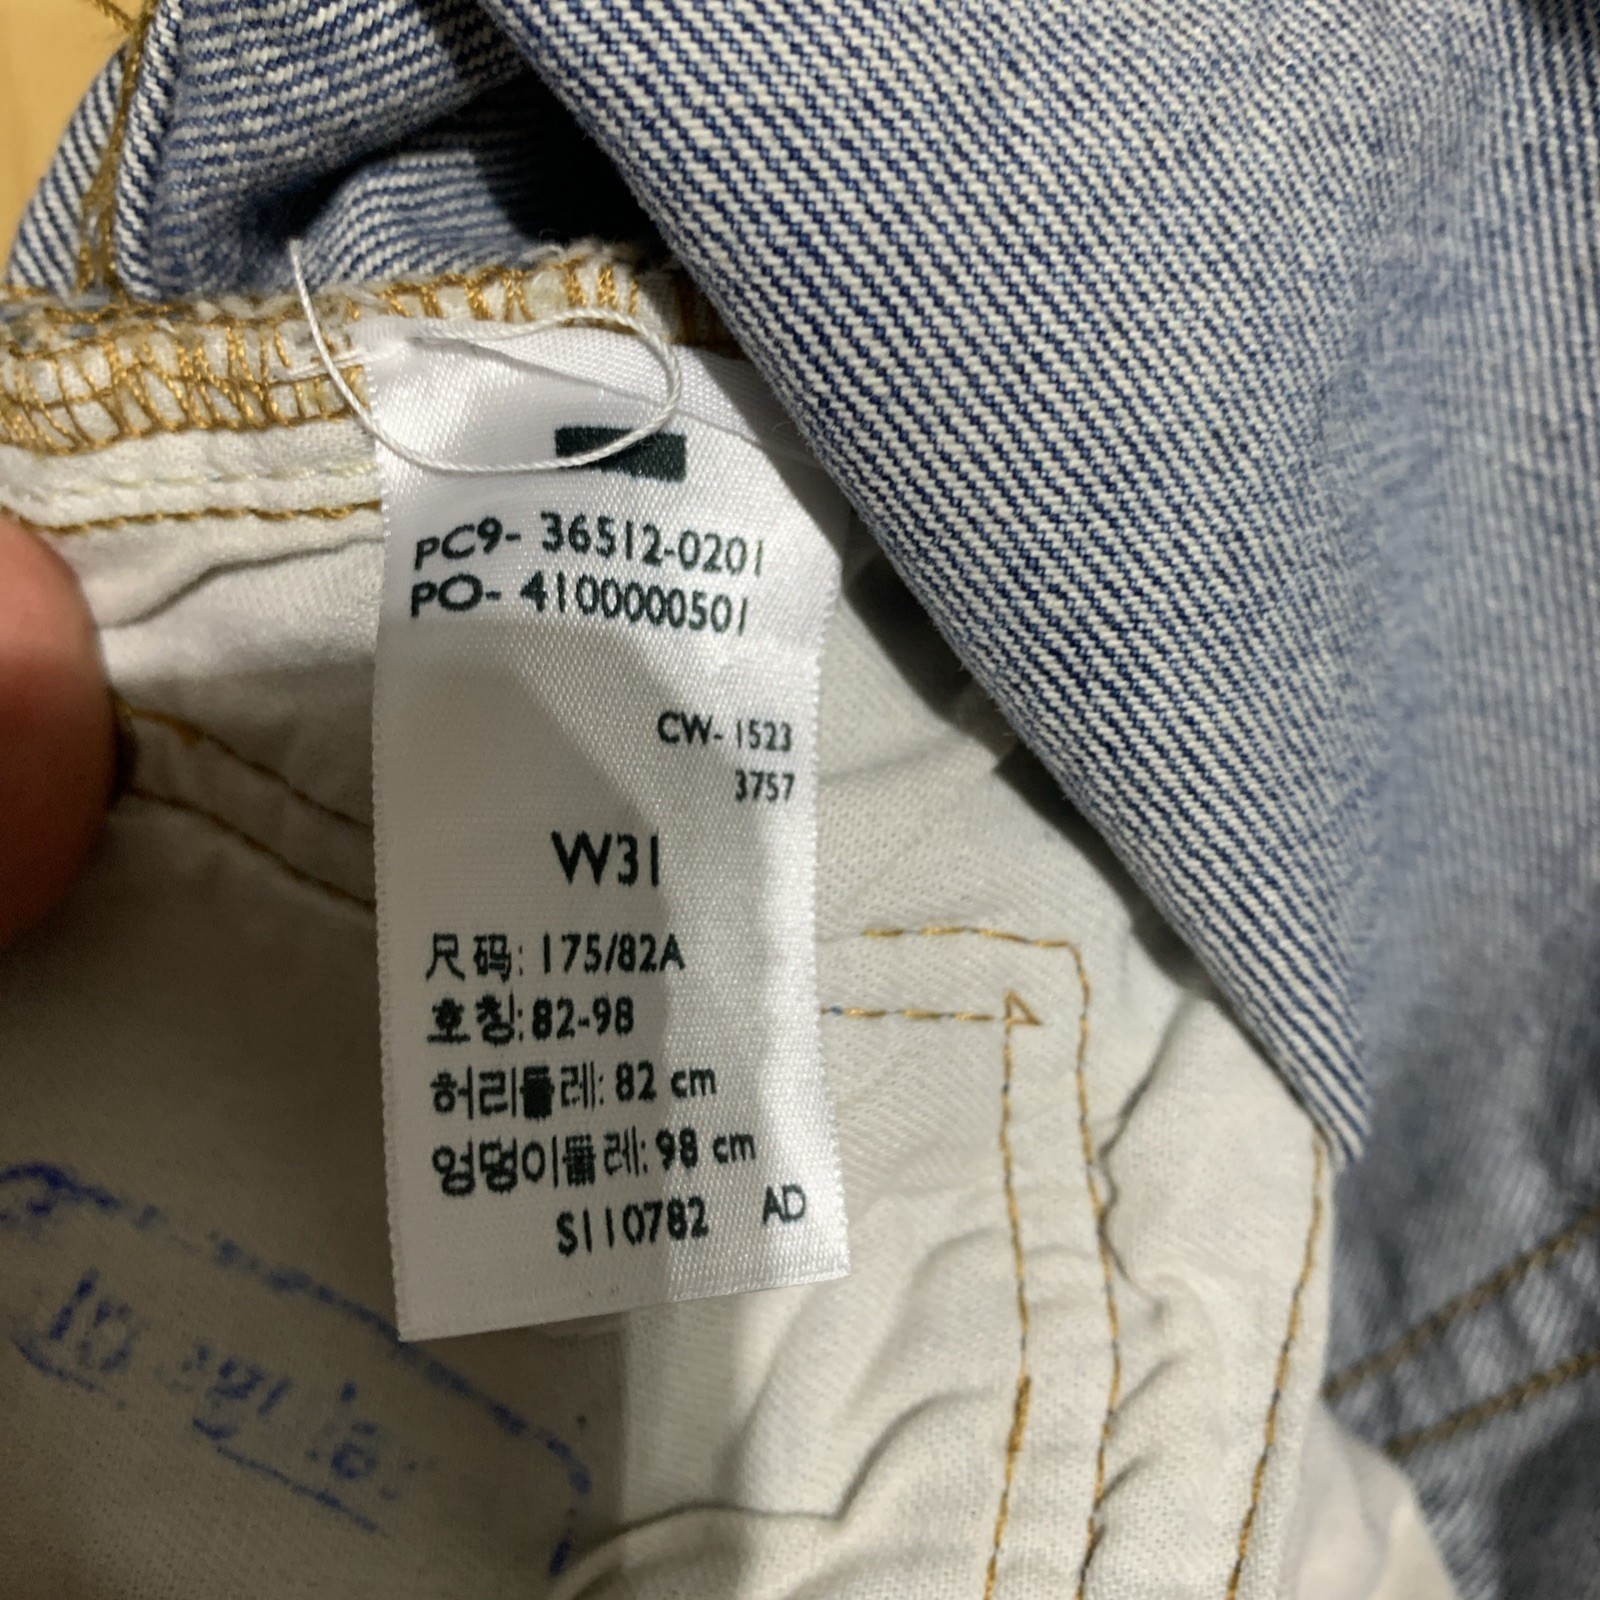 PC9- 36512-0201
PO- 4100000501
CW- 1523
3757
W31
尺码: 175/82A
호칭: 82-98
허리둘레: 82 cm
엉덩이둘레: 98 cm
S110782 AD